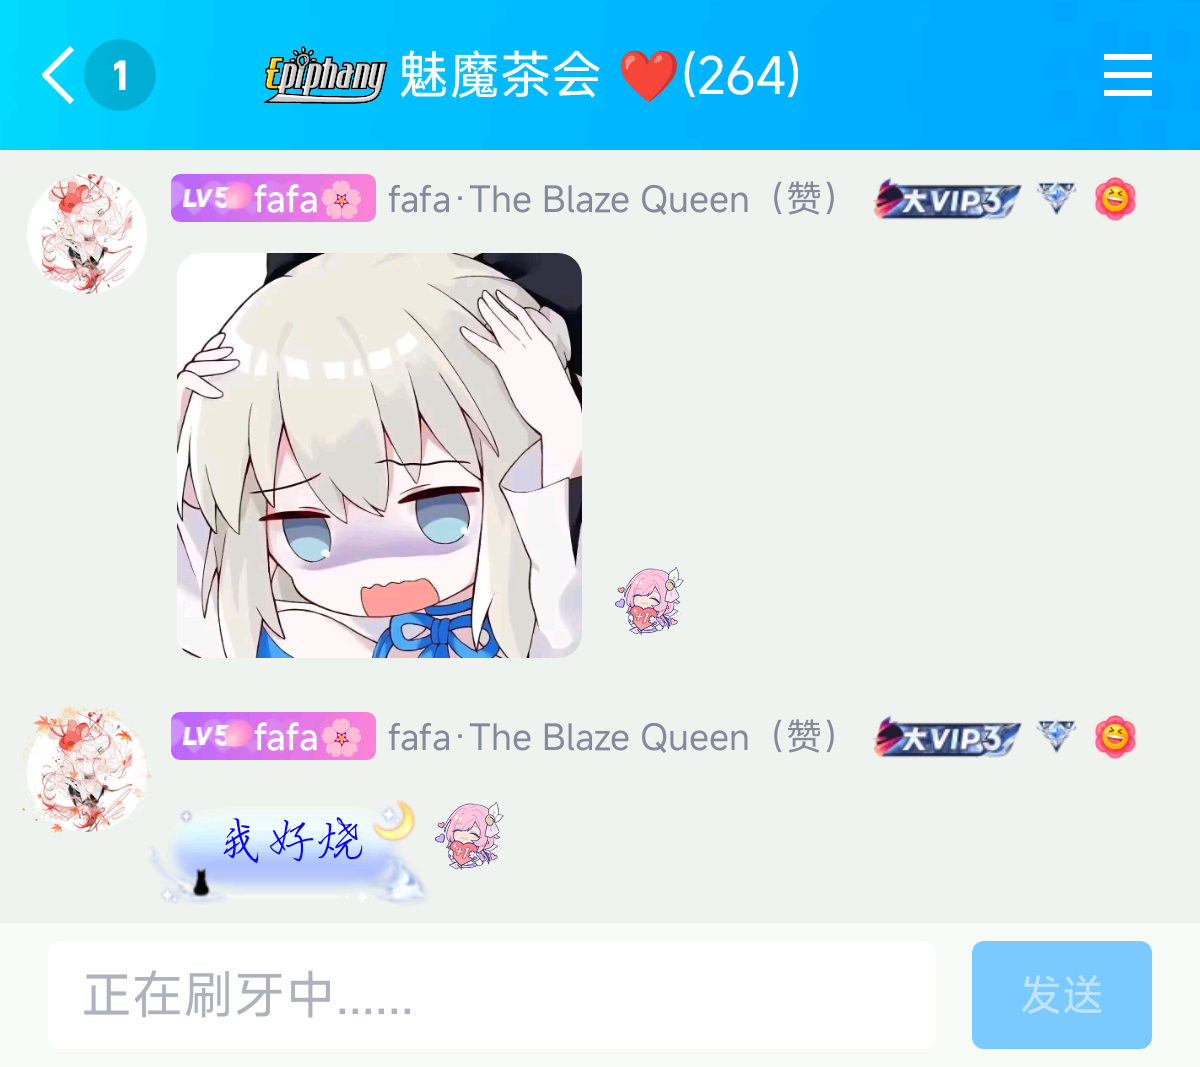 1
Epiphany 魅魔茶会 ❤️(264)
LV5 fafa🌸 fafa·The Blaze Queen（赞） 大VIP3
LV5 fafa🌸 fafa·The Blaze Queen（赞） 大VIP3
我好烧
正在刷牙中......
发送